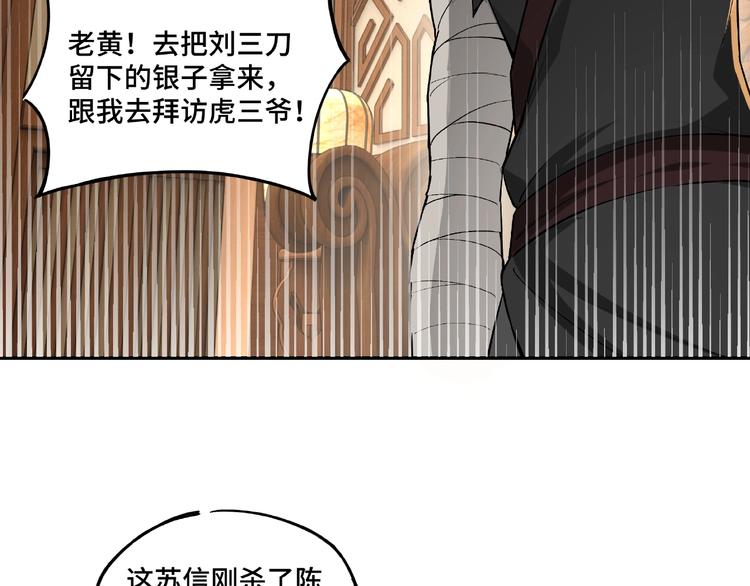 老黄！去把刘三刀
留下的银子拿来，
跟我去拜访虎三爷！
这苏信刚杀了陈